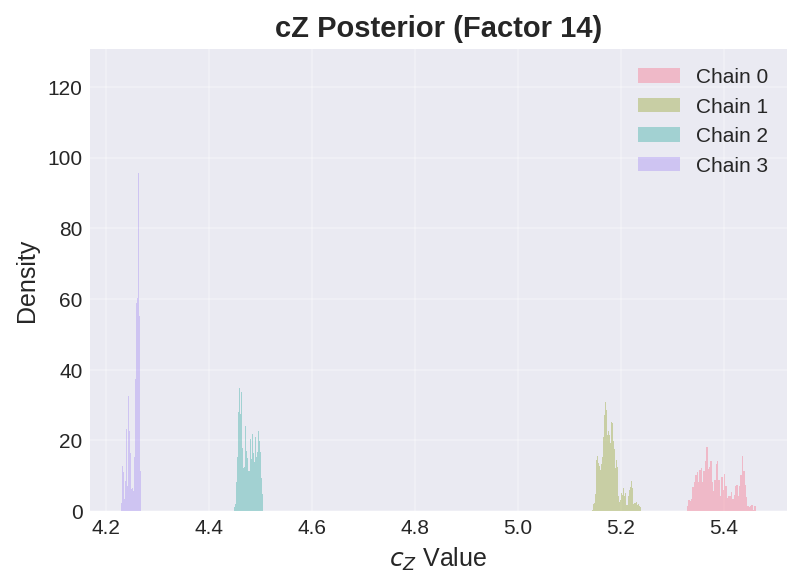 cZ Posterior (Factor 14)
Chain 0
Chain 1
Chain 2
Chain 3
120
100
80
60
40
20
0
Density
4.2 4.4 4.6 4.8 5.0 5.2 5.4
c_Z Value